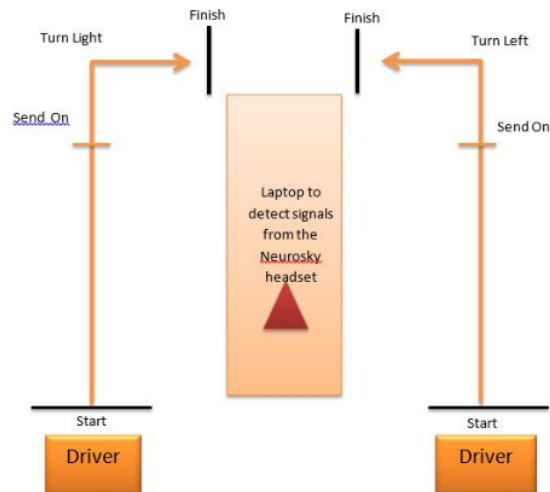 Finish
Finish
Turn Light
Turn Left
Send On
Send On
Laptop to
detect signals
from the
Neurosky
headset
Start
Start
Driver
Driver